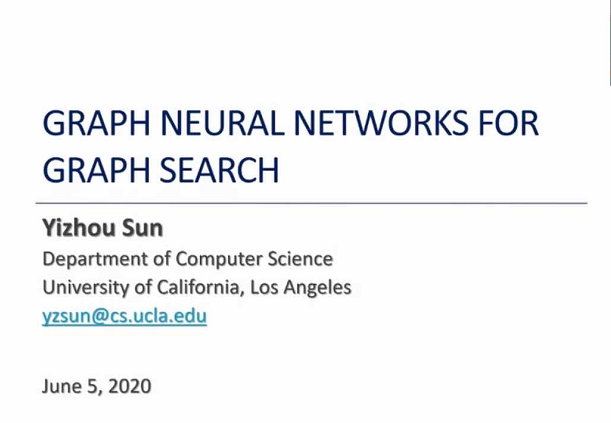 GRAPH NEURAL NETWORKS FOR
GRAPH SEARCH
Yizhou Sun
Department of Computer Science
University of California, Los Angeles
yzsun@cs.ucla.edu
June 5, 2020